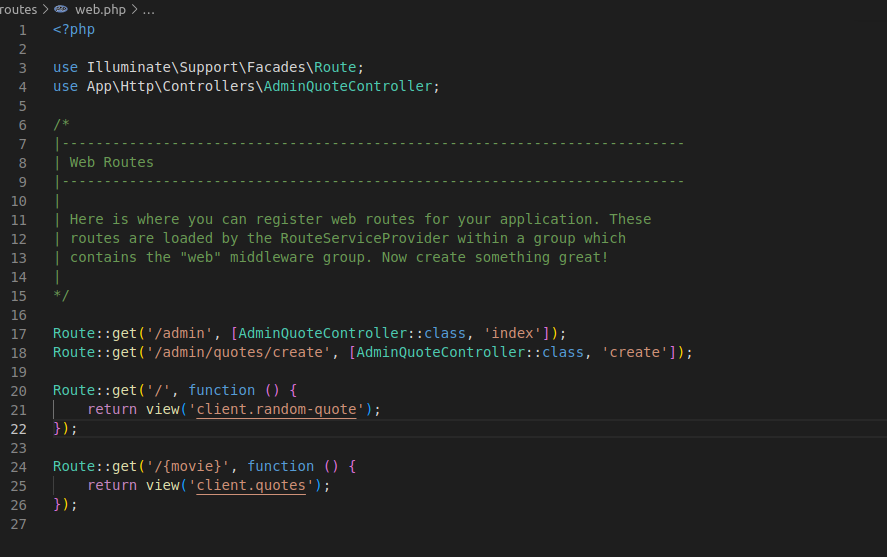 routes > web.php > ...
1 <?php
2
3 use Illuminate\Support\Facades\Route;
4 use App\Http\Controllers\AdminQuoteController;
5
6 /*
7 |--------------------------------------------------------------------------
8 | Web Routes
9 |--------------------------------------------------------------------------
10 |
11 | Here is where you can register web routes for your application. These
12 | routes are loaded by the RouteServiceProvider within a group which
13 | contains the "web" middleware group. Now create something great!
14 |
15 */
16
17 Route::get('/admin', [AdminQuoteController::class, 'index']);
18 Route::get('/admin/quotes/create', [AdminQuoteController::class, 'create']);
19
20 Route::get('/', function () {
21     return view('client.random-quote');
22 });
23
24 Route::get('/{movie}', function () {
25     return view('client.quotes');
26 });
27